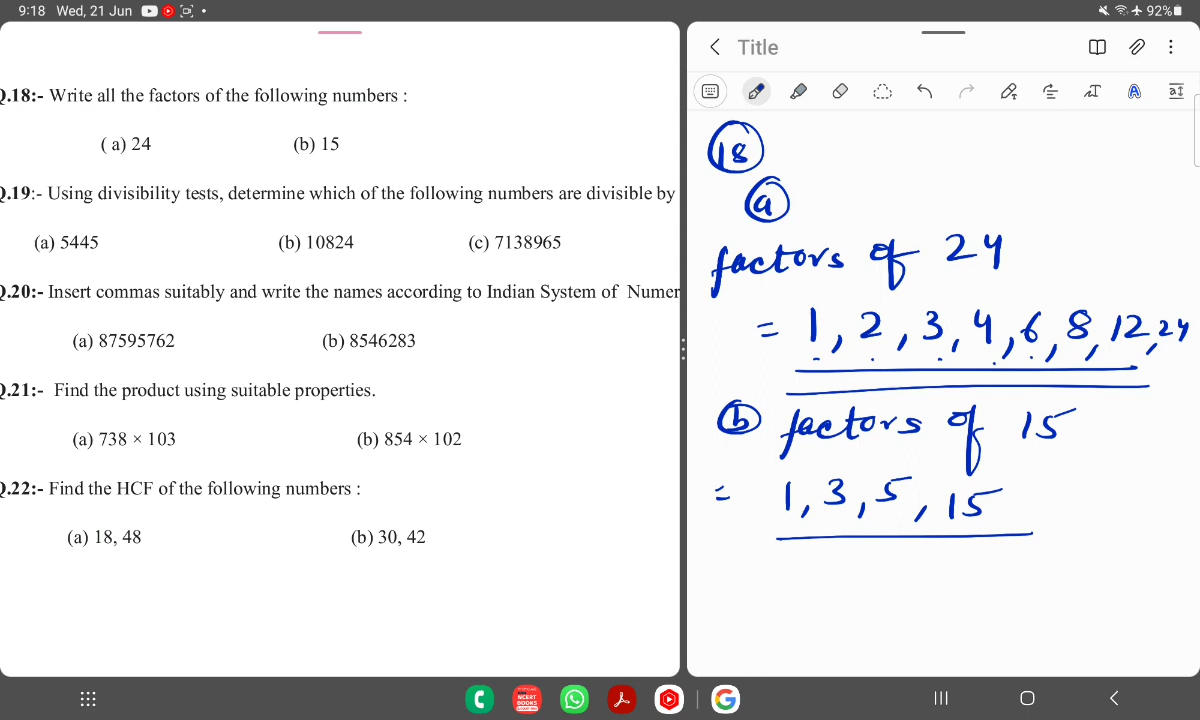 9:18 Wed, 21 Jun
92%
Q.18:- Write all the factors of the following numbers :
( a) 24 (b) 15
Q.19:- Using divisibility tests, determine which of the following numbers are divisible by
(a) 5445 (b) 10824 (c) 7138965
Q.20:- Insert commas suitably and write the names according to Indian System of Numer
(a) 87595762 (b) 8546283
Q.21:- Find the product using suitable properties.
(a) 738 × 103 (b) 854 × 102
Q.22:- Find the HCF of the following numbers :
(a) 18, 48 (b) 30, 42
Title
18
a
factors of 24
= 1, 2, 3, 4, 6, 8, 12, 24
b factors of 15
= 1, 3, 5, 15
NCERT
BOOKS